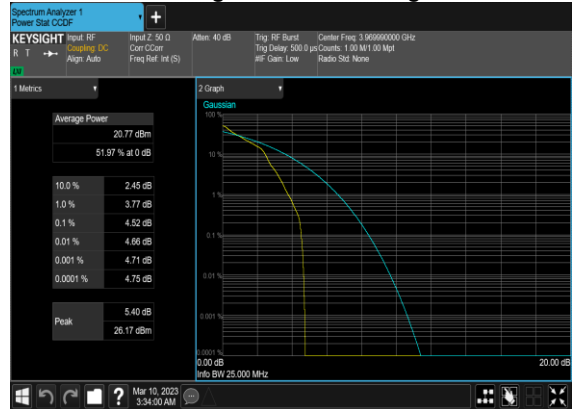 Spectrum Analyzer 1
Power Stat CCDF
+
KEYSIGHT
R T
LXI
Input: RF
Coupling: DC
Align: Auto
Input Z: 50 Ω
Corr CCorr
Freq Ref: Int (S)
Atten: 40 dB
Trig: RF Burst
Trig Delay: 500.0 µs
#IF Gain: Low
Center Freq: 3.969990000 GHz
Counts: 1.00 M/1.00 Mpt
Radio Std: None
1 Metrics
Average Power
20.77 dBm
51.97 % at 0 dB
10.0 % 2.45 dB
1.0 % 3.77 dB
0.1 % 4.52 dB
0.01 % 4.66 dB
0.001 % 4.71 dB
0.0001 % 4.75 dB
Peak
5.40 dB
26.17 dBm
2 Graph
Gaussian
100 %
10 %
1 %
0.1 %
0.01 %
0.001 %
0.0001 %
0.00 dB 20.00 dB
Info BW 25.000 MHz
?
Mar 10, 2023
3:34:00 AM